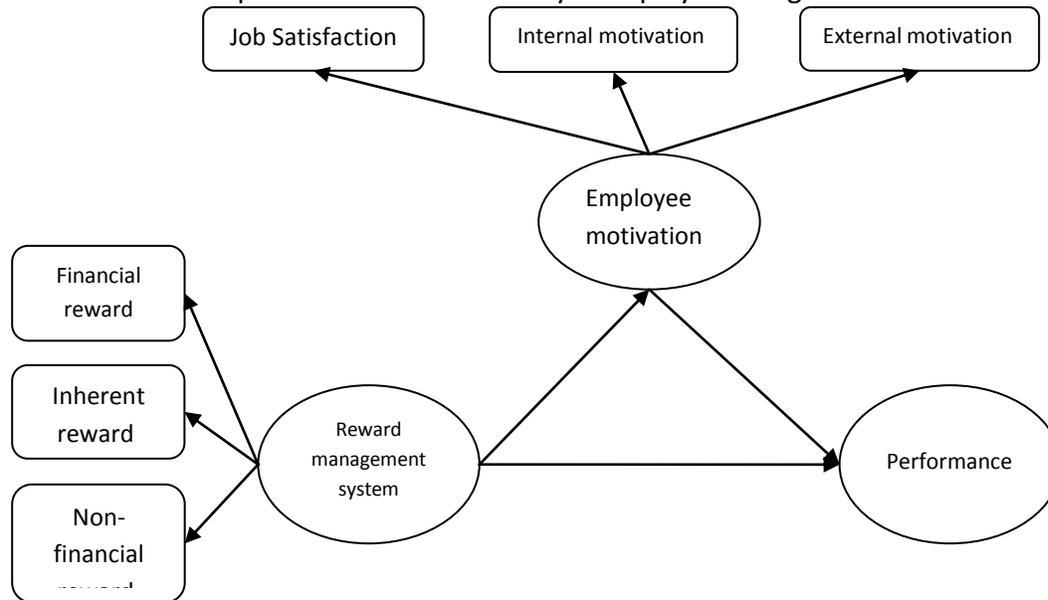 Job Satisfaction
Internal motivation
External motivation
Employee
motivation
Financial
reward
Inherent
reward
Non-
financial
Reward
management
system
Performance